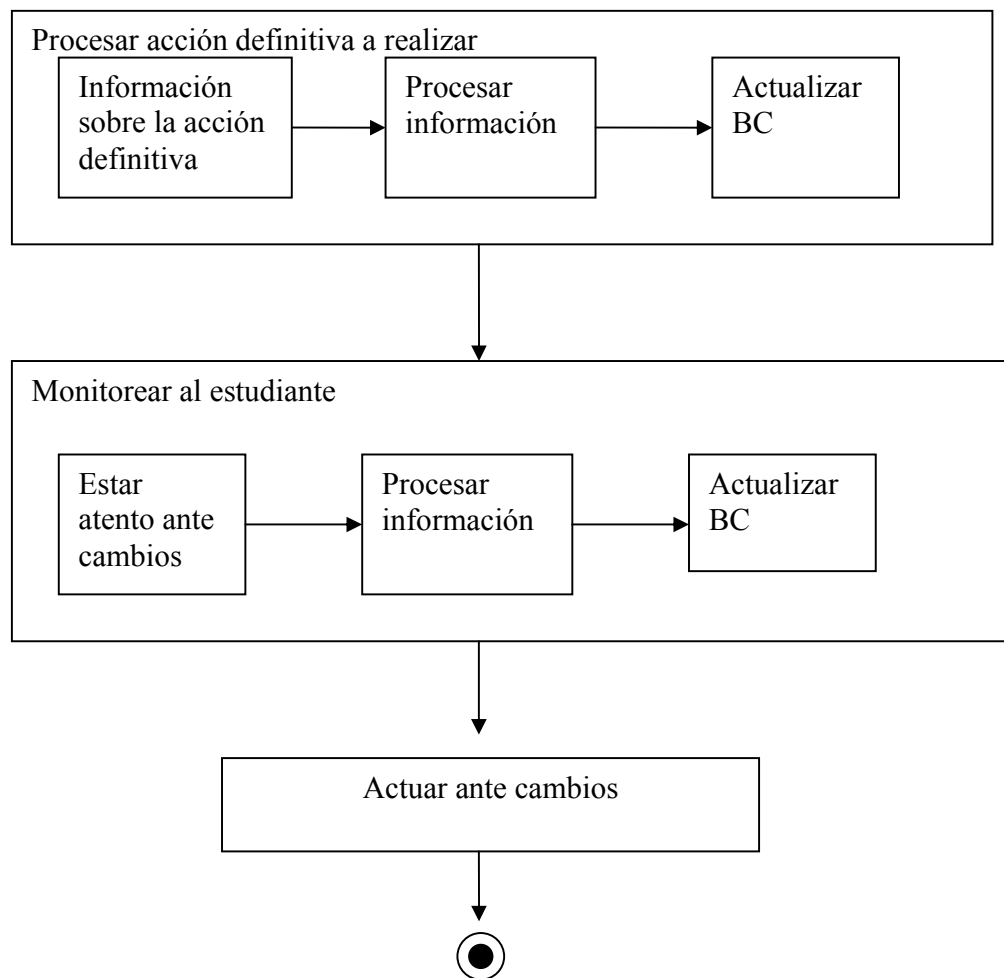 Procesar acción definitiva a realizar
Información
sobre la acción
definitiva
Procesar
información
Actualizar
BC
Monitorear al estudiante
Estar
atento ante
cambios
Procesar
información
Actualizar
BC
Actuar ante cambios